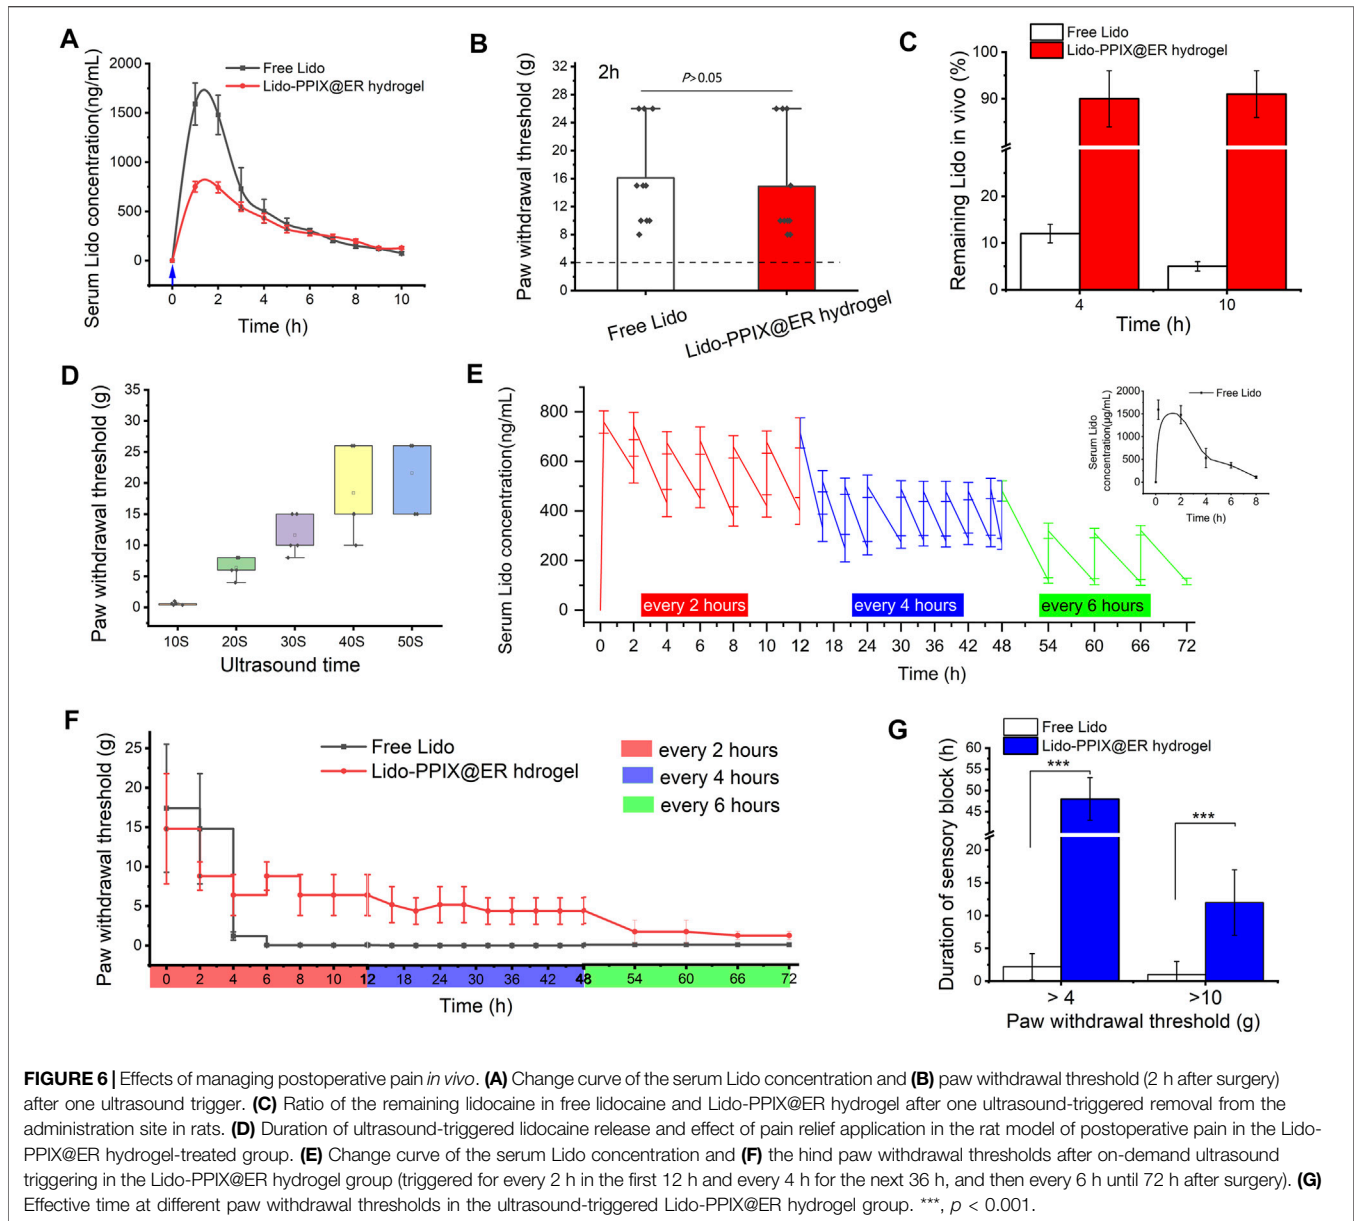 A
Free Lido
Lido-PPIX@ER hydrogel
Serum Lido concentration(ng/mL)
2000
1500
1000
500
0
0 2 4 6 8 10
Time (h)
B
2h
P>0.05
Paw withdrawal threshold (g)
32
28
24
20
16
12
8
4
0
Free Lido
Lido-PPIX@ER hydrogel
C
Free Lido
Lido-PPIX@ER hydrogel
Remaining Lido in vivo (%)
100
90
20
10
0
4 10
Time (h)
D
Paw withdrawal threshold (g)
35
30
25
20
15
10
5
0
10S 20S 30S 40S 50S
Ultrasound time
E
Serum Lido concentration(ng/mL)
800
600
400
200
0
every 2 hours
every 4 hours
every 6 hours
0 2 4 6 8 10 12 18 24 30 36 42 48 54 60 66 72
Time (h)
Free Lido
Serum Lido
concentration(µg/mL)
2000
1500
1000
500
0
0 2 4 6 8
Time (h)
F
Free Lido
Lido-PPIX@ER hdrogel
every 2 hours
every 4 hours
every 6 hours
Paw withdrawal threshold (g)
25
20
15
10
5
0
0 2 4 6 8 10 12 18 24 30 36 42 48 54 60 66 72
Time (h)
G
Free Lido
Lido-PPIX@ER hydrogel
Duration of sensory block (h)
60
55
50
45
20
15
10
5
0
***
***
> 4 >10
Paw withdrawal threshold (g)
FIGURE 6 | Effects of managing postoperative pain in vivo. (A) Change curve of the serum Lido concentration and (B) paw withdrawal threshold (2 h after surgery)
after one ultrasound trigger. (C) Ratio of the remaining lidocaine in free lidocaine and Lido-PPIX@ER hydrogel after one ultrasound-triggered removal from the
administration site in rats. (D) Duration of ultrasound-triggered lidocaine release and effect of pain relief application in the rat model of postoperative pain in the Lido-
PPIX@ER hydrogel-treated group. (E) Change curve of the serum Lido concentration and (F) the hind paw withdrawal thresholds after on-demand ultrasound
triggering in the Lido-PPIX@ER hydrogel group (triggered for every 2 h in the first 12 h and every 4 h for the next 36 h, and then every 6 h until 72 h after surgery). (G)
Effective time at different paw withdrawal thresholds in the ultrasound-triggered Lido-PPIX@ER hydrogel group. ***, p < 0.001.